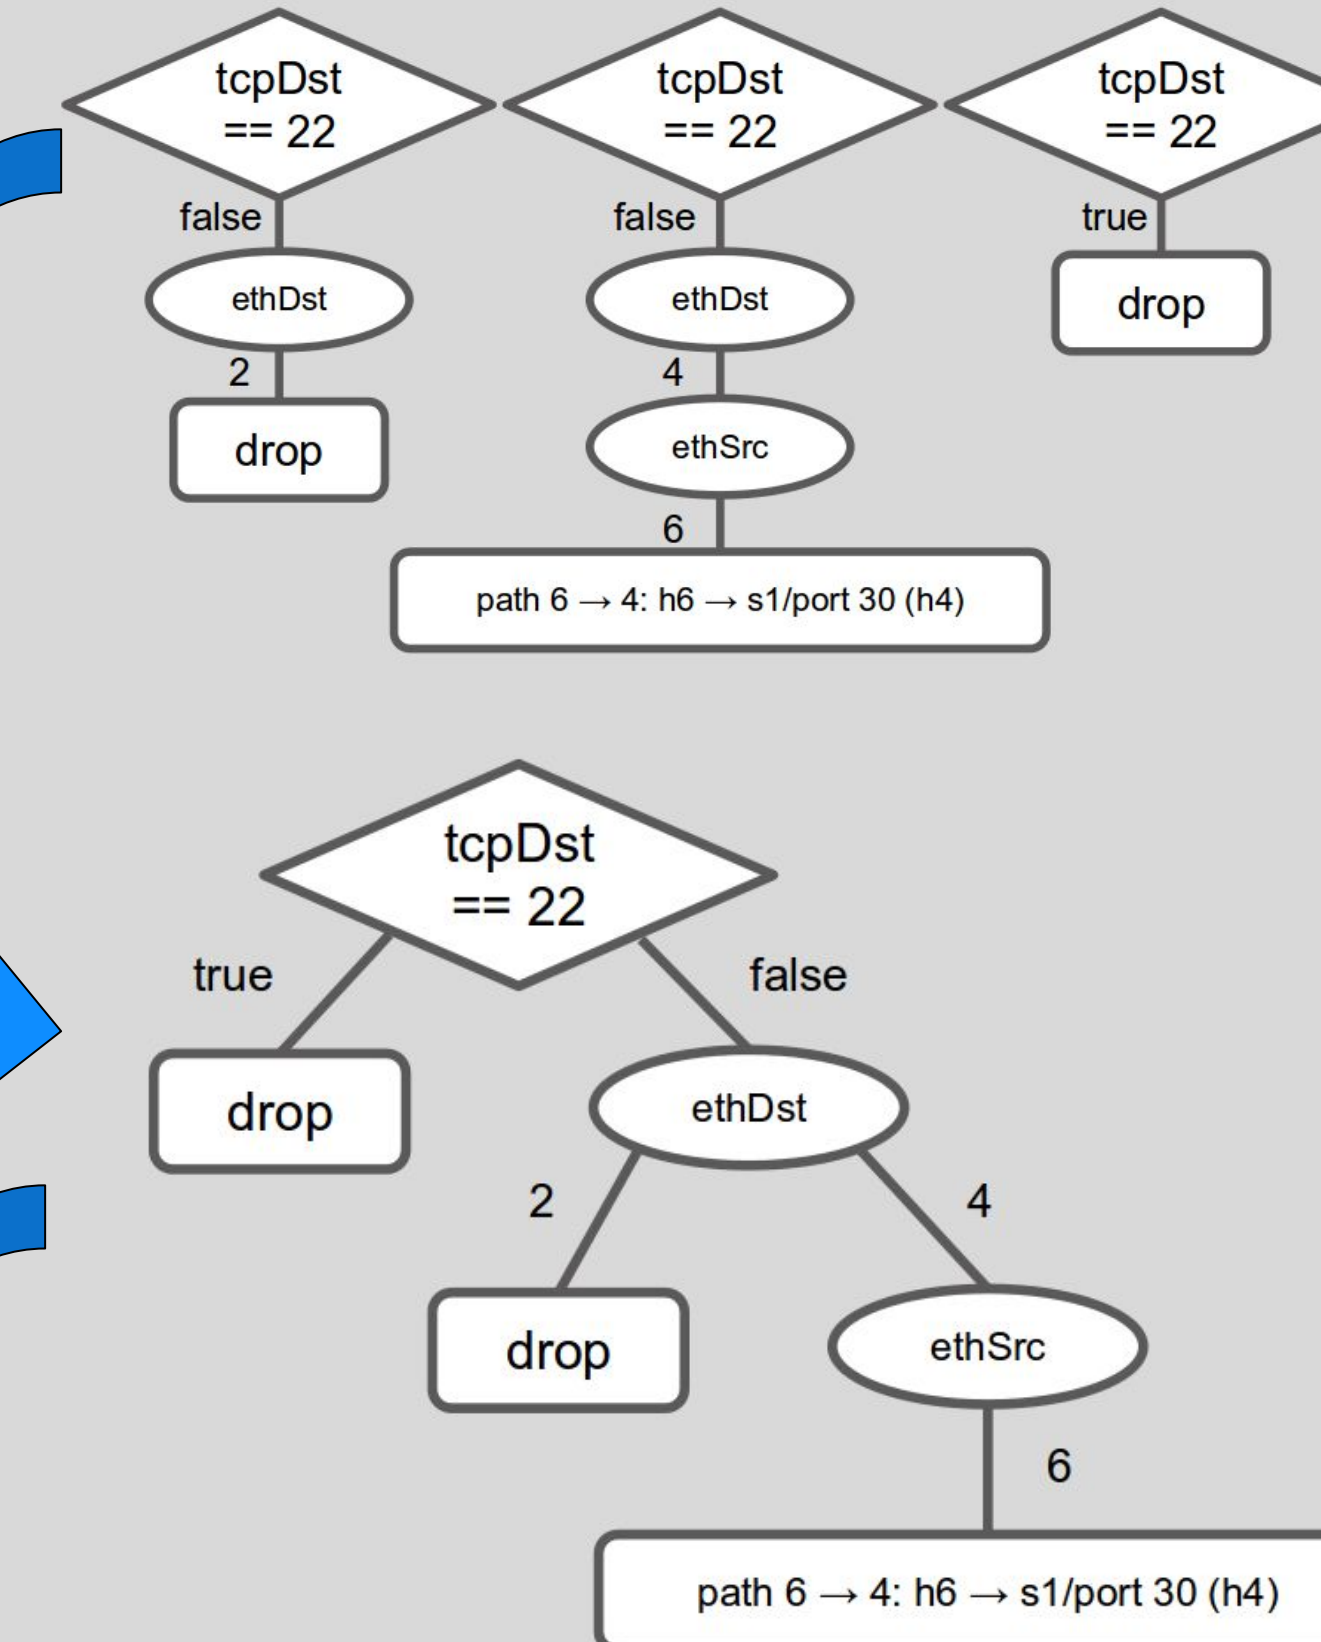 tcpDst
== 22
tcpDst
== 22
tcpDst
== 22
false
false
true
ethDst
ethDst
drop
2
4
drop
ethSrc
6
path 6 → 4: h6 → s1/port 30 (h4)
tcpDst
== 22
true
false
drop
ethDst
2
4
drop
ethSrc
6
path 6 → 4: h6 → s1/port 30 (h4)